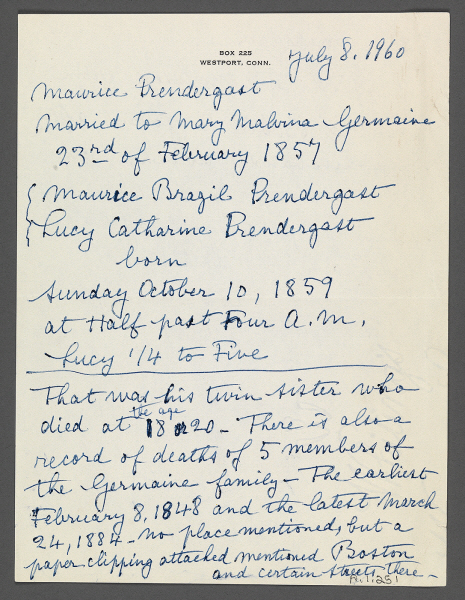 BOX 225
WESTPORT, CONN.
July 8. 1960
Maurice Prendergast
Married to Mary Malvina Germaine
23rd of February 1857
{ Maurice Brazil Prendergast
{ Lucy Catharine Prendergast
born
Sunday October 10, 1859
at Half past Four A.M.
Lucy 1/4 to Five
That was his twin sister who
the age
died at 18 or 20 - There is also a
record of deaths of 5 members of
the Germaine family - The earliest
February 8, 1848 and the latest March
24, 1884 - no place mentioned, but a
paper clipping attached mentioned Boston
and certain streets there -